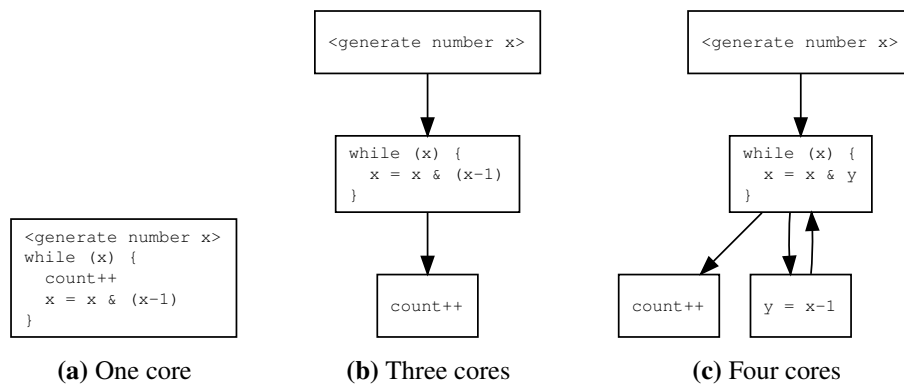 <generate number x>
while (x) {
  count++
  x = x & (x-1)
}
(a) One core
<generate number x>
while (x) {
  x = x & (x-1)
}
count++
(b) Three cores
<generate number x>
while (x) {
  x = x & y
}
count++
y = x-1
(c) Four cores